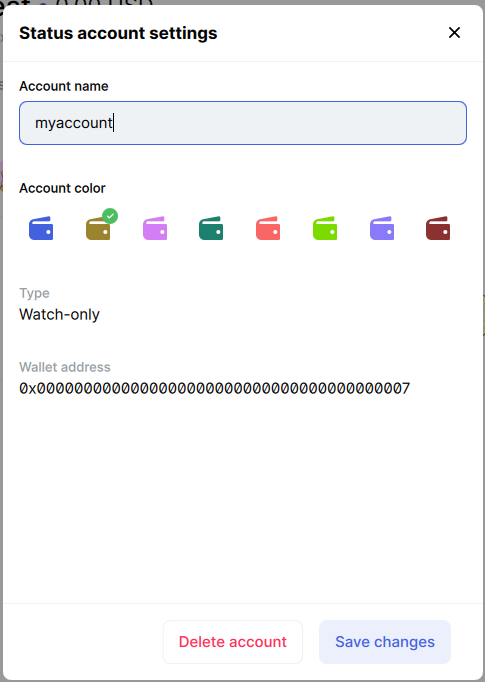 Status account settings
Account name
myaccount
Account color
Type
Watch-only
Wallet address
0x0000000000000000000000000000000000000007
Delete account
Save changes